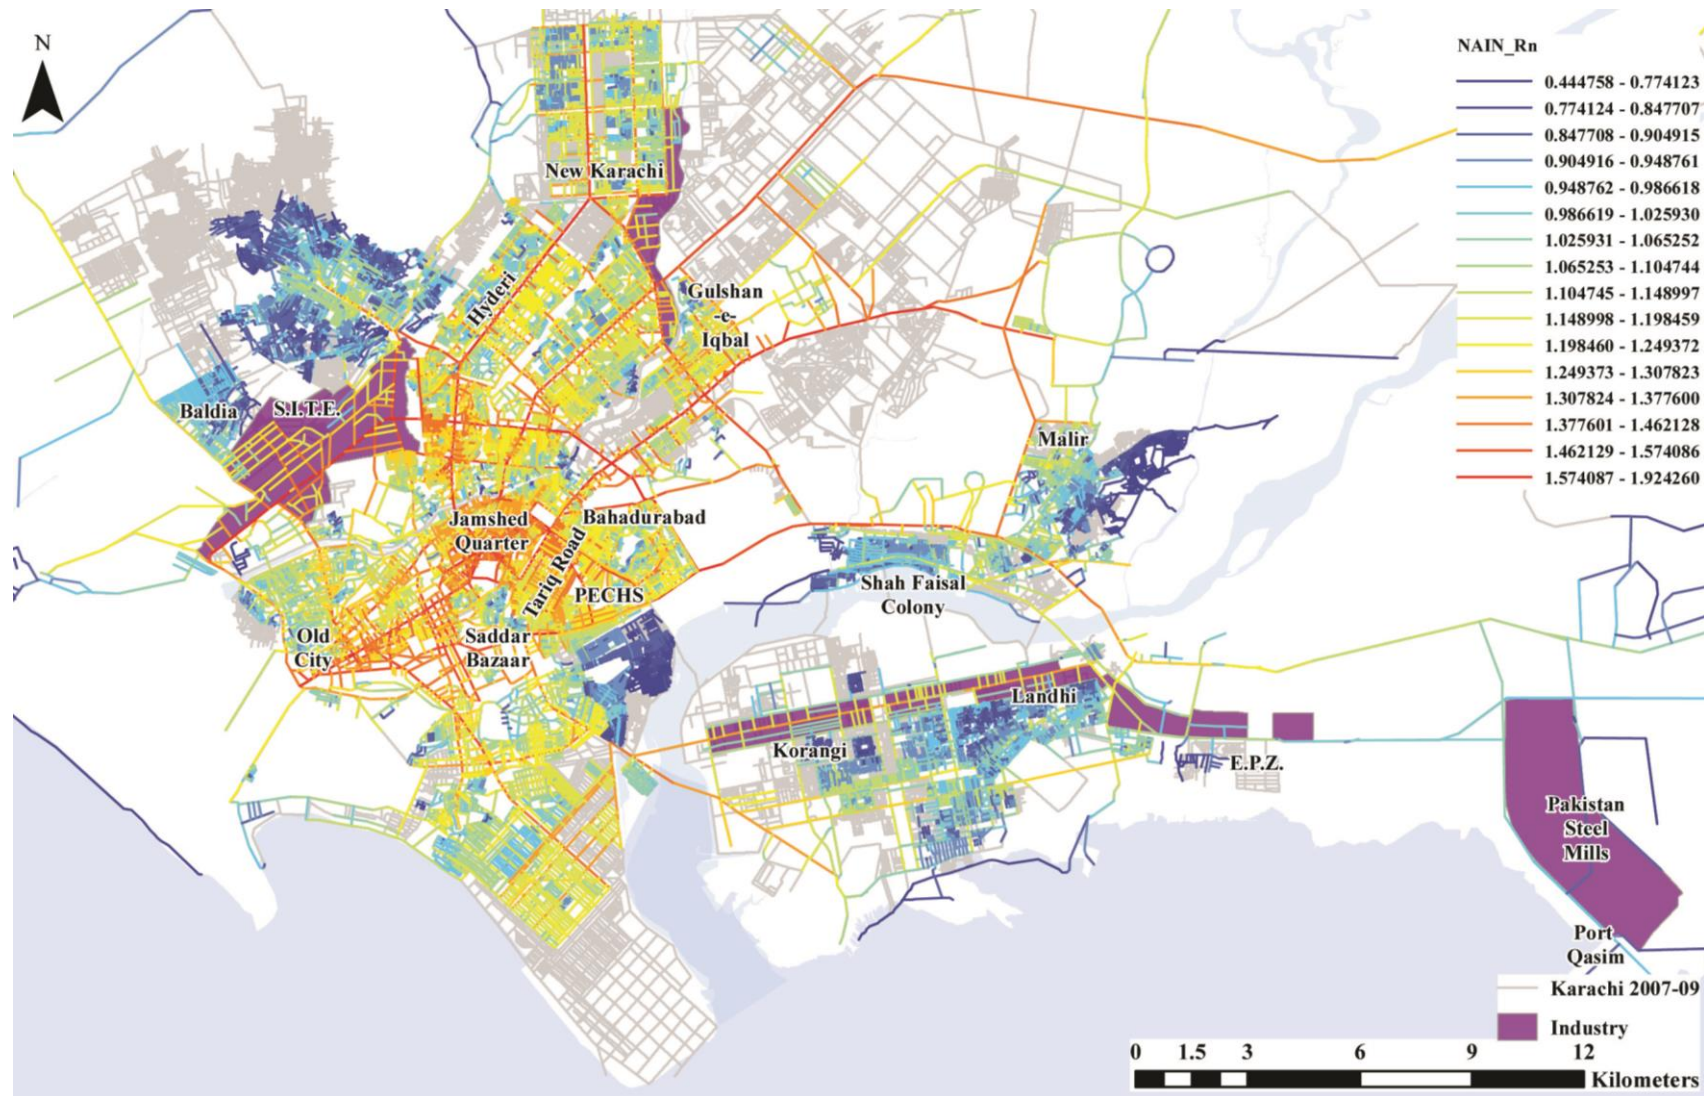 N
NAIN_Rn
0.444758 - 0.774123
0.774124 - 0.847707
0.847708 - 0.904915
0.904916 - 0.948761
0.948762 - 0.986618
0.986619 - 1.025930
1.025931 - 1.065252
1.065253 - 1.104744
1.104745 - 1.148997
1.148998 - 1.198459
1.198460 - 1.249372
1.249373 - 1.307823
1.307824 - 1.377600
1.377601 - 1.462128
1.462129 - 1.574086
1.574087 - 1.924260
New Karachi
Hyderi
Gulshan
-e-
Iqbal
Baldia
S.I.T.E.
Malir
Jamshed
Quarter
Bahadurabad
Tariq Road
PECHS
Shah Faisal
Colony
Old
City
Saddar
Bazaar
Landhi
Korangi
E.P.Z.
Pakistan
Steel
Mills
Port
Qasim
Karachi 2007-09
Industry
0 1.5 3 6 9 12
Kilometers